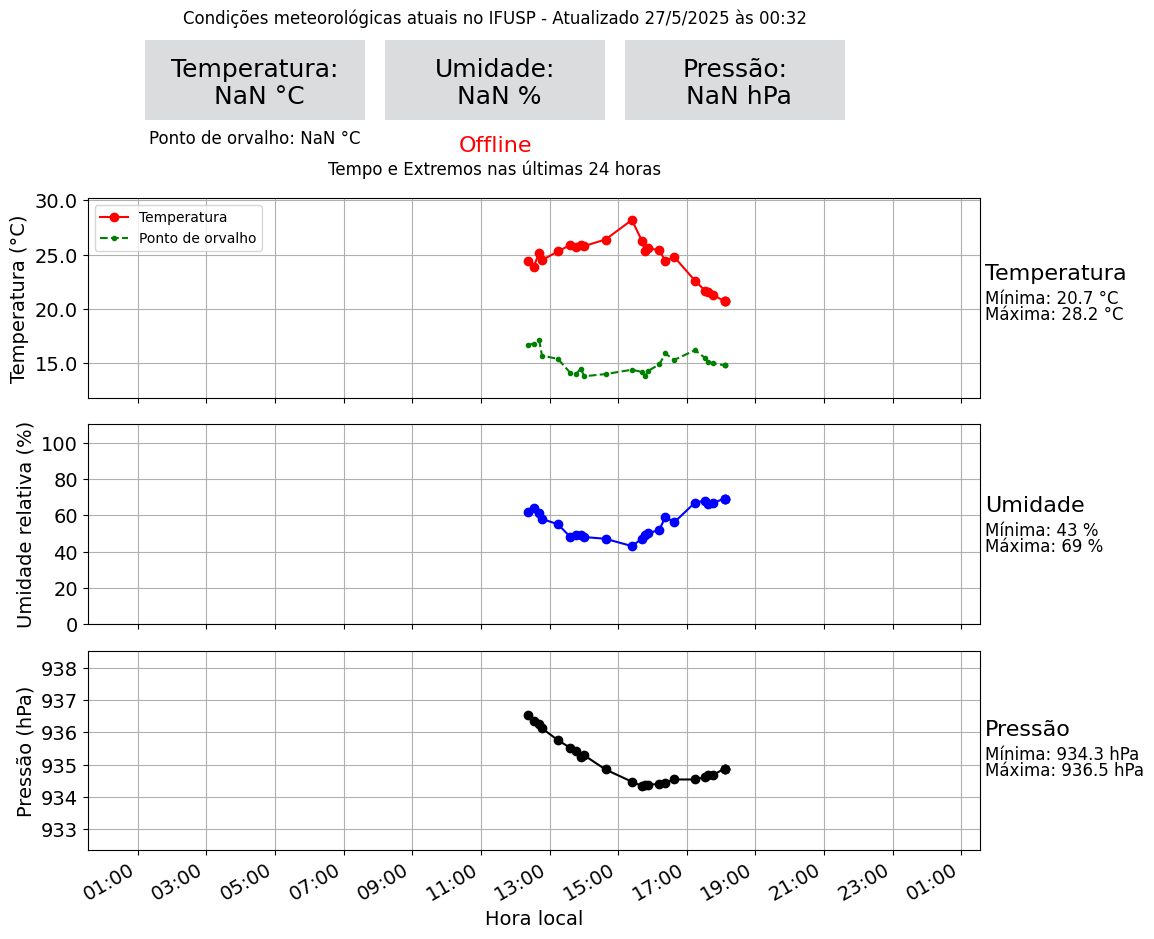 Condições meteorológicas atuais no IFUSP - Atualizado 27/5/2025 às 00:32
Temperatura:
NaN °C
Umidade:
NaN %
Pressão:
NaN hPa
Ponto de orvalho: NaN °C
Offline
Tempo e Extremos nas últimas 24 horas
Temperatura (°C)
30.0
25.0
20.0
15.0
Temperatura
Ponto de orvalho
Temperatura
Mínima: 20.7 °C
Máxima: 28.2 °C
Umidade relativa (%)
100
80
60
40
20
0
Umidade
Mínima: 43 %
Máxima: 69 %
Pressão (hPa)
938
937
936
935
934
933
Pressão
Mínima: 934.3 hPa
Máxima: 936.5 hPa
01:00 03:00 05:00 07:00 09:00 11:00 13:00 15:00 17:00 19:00 21:00 23:00 01:00
Hora local